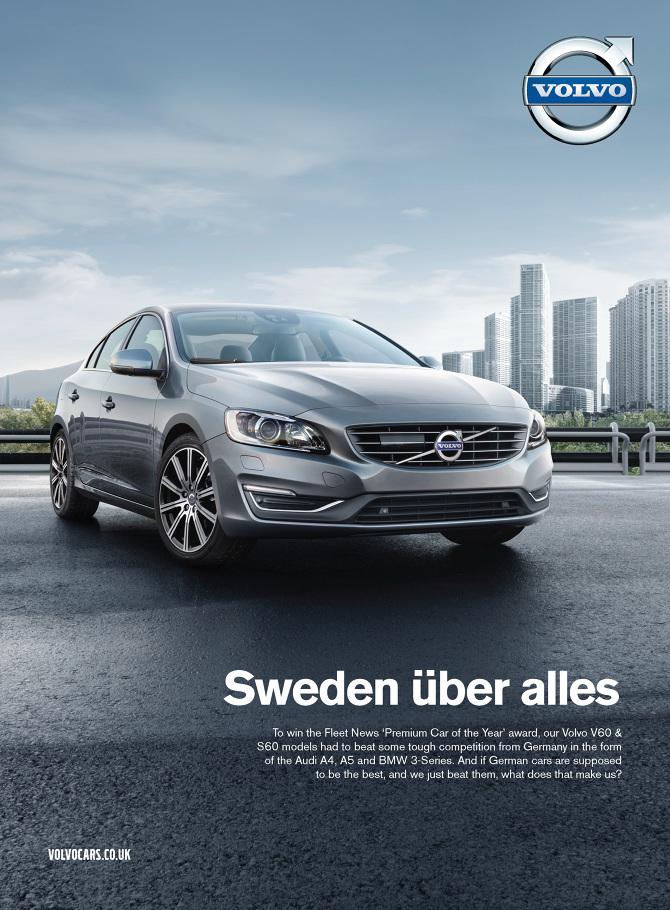 VOLVO
VOLVO
Sweden über alles
To win the Fleet News ‘Premium Car of the Year’ award, our Volvo V60 &
S60 models had to beat some tough competition from Germany in the form
of the Audi A4, A5 and BMW 3-Series. And if German cars are supposed
to be the best, and we just beat them, what does that make us?
VOLVOCARS.CO.UK